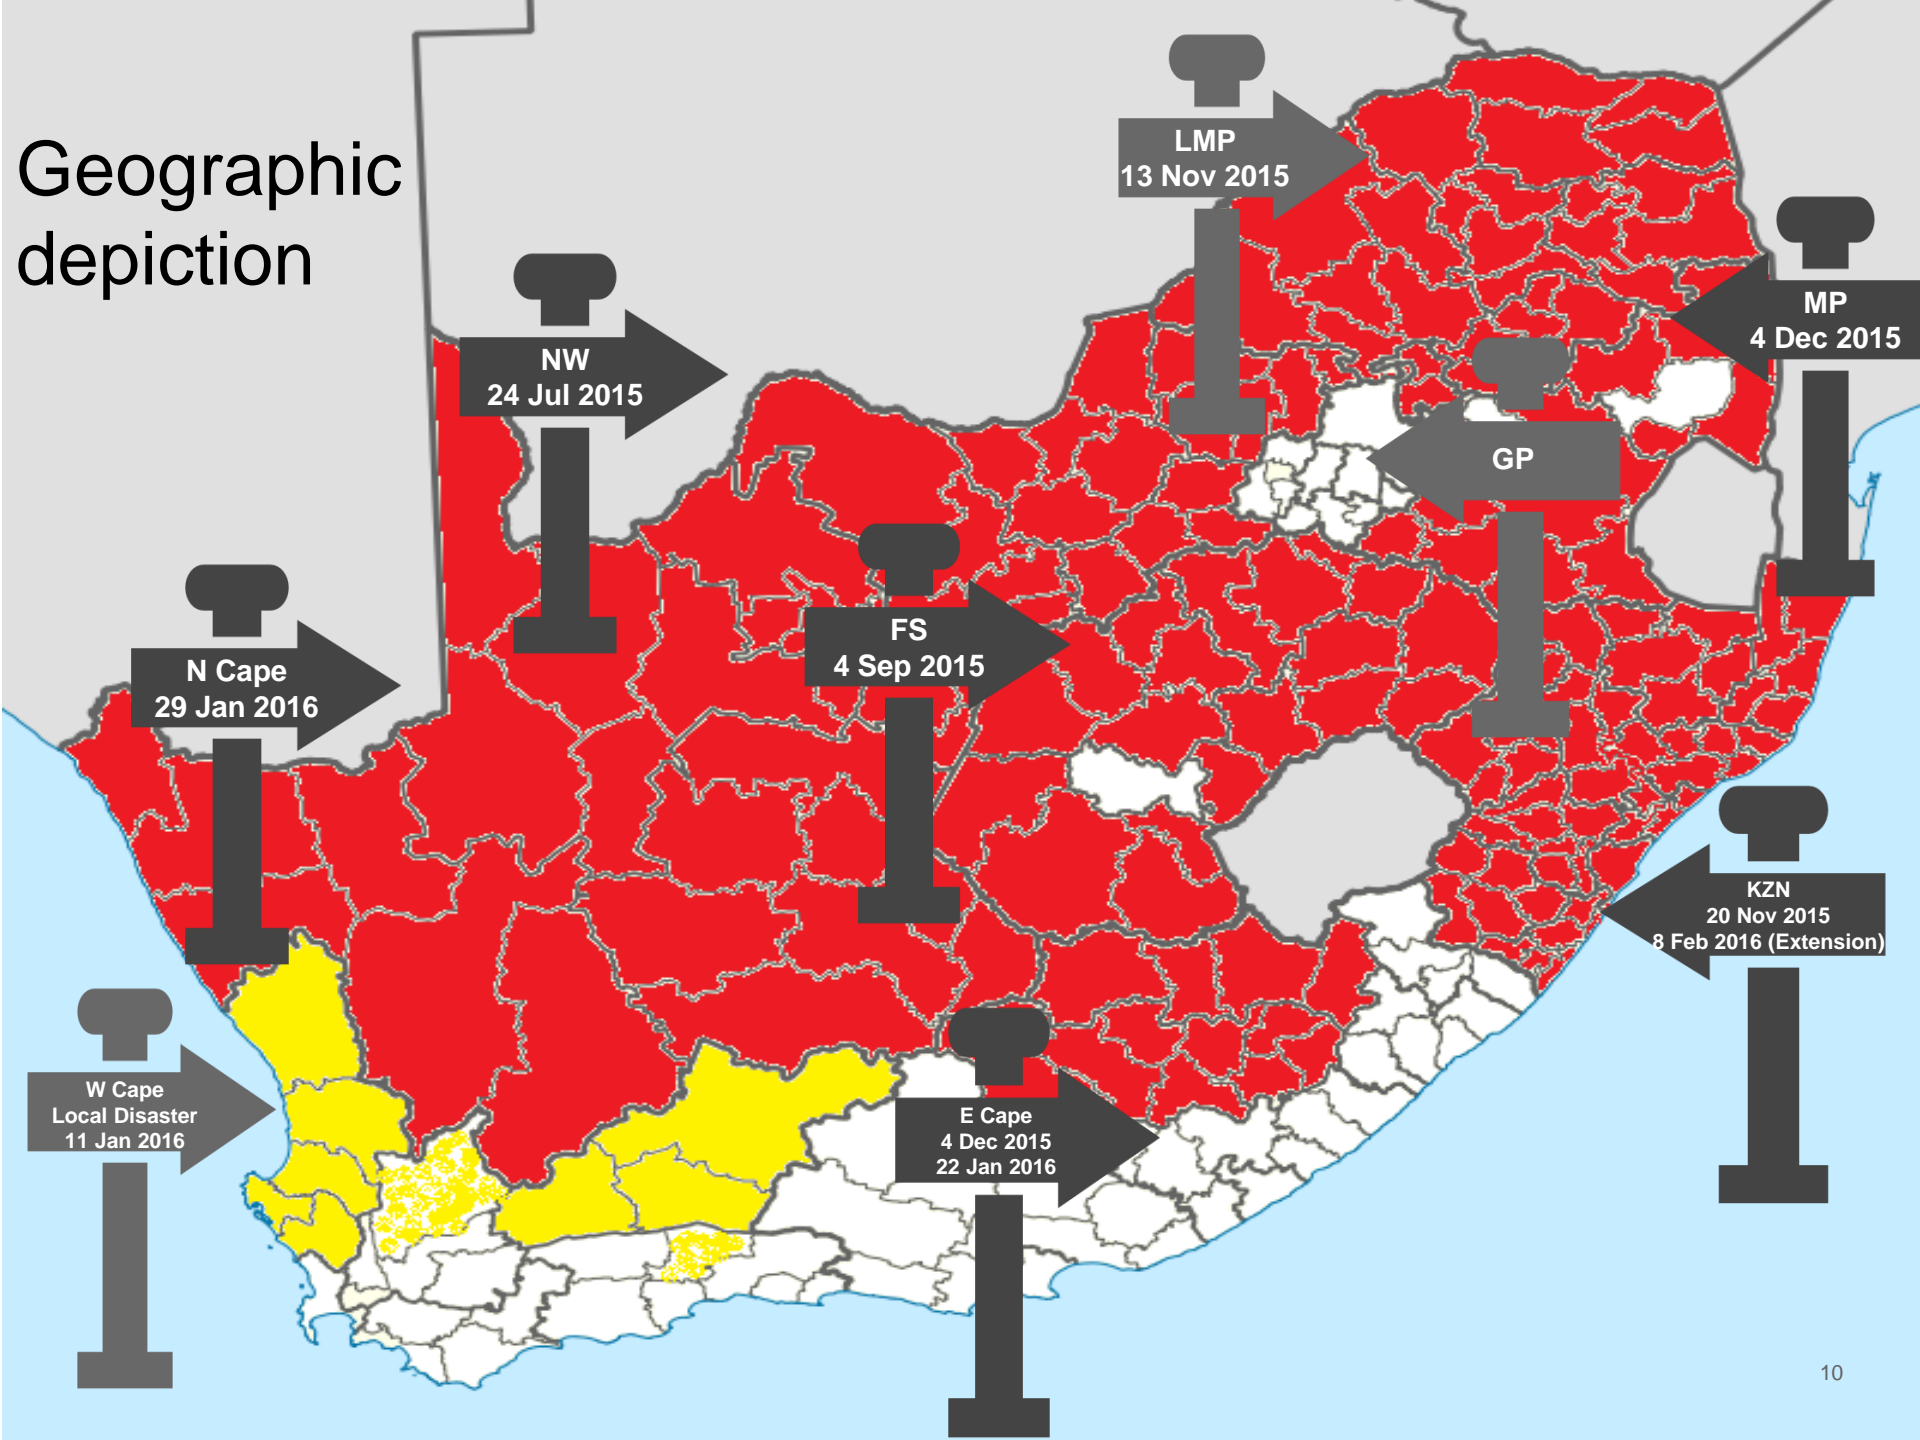 Geographic
depiction
LMP
13 Nov 2015
MP
4 Dec 2015
NW
24 Jul 2015
GP
FS
4 Sep 2015
N Cape
29 Jan 2016
KZN
20 Nov 2015
8 Feb 2016 (Extension)
W Cape
Local Disaster
11 Jan 2016
E Cape
4 Dec 2015
22 Jan 2016
10